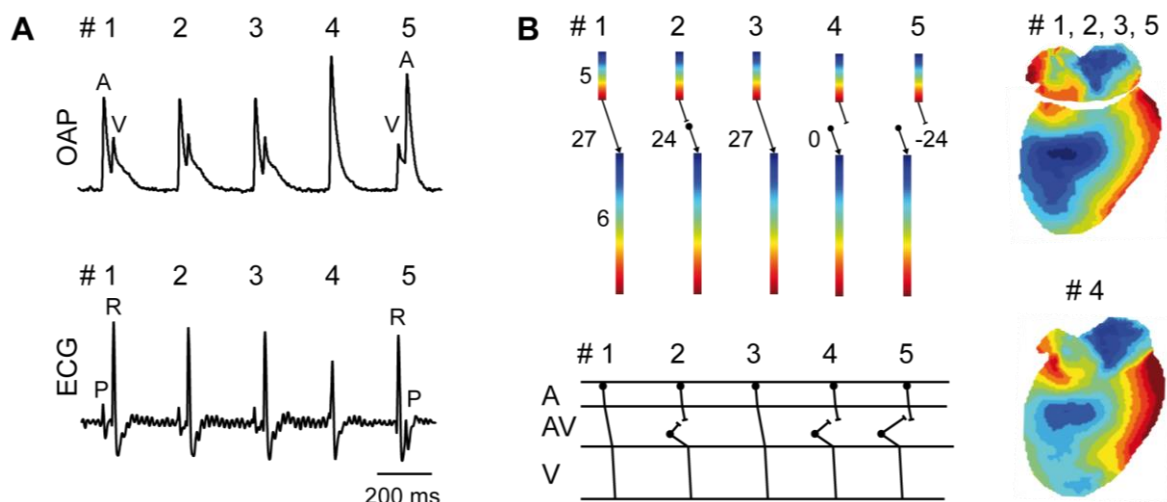 A
# 1 2 3 4 5
A V V A
OAP
# 1 2 3 4 5
R P R P
ECG
200 ms
B
# 1 2 3 4 5
5
27 24 27 0 -24
6
# 1 2 3 4 5
A
AV
V
# 1, 2, 3, 5
# 4